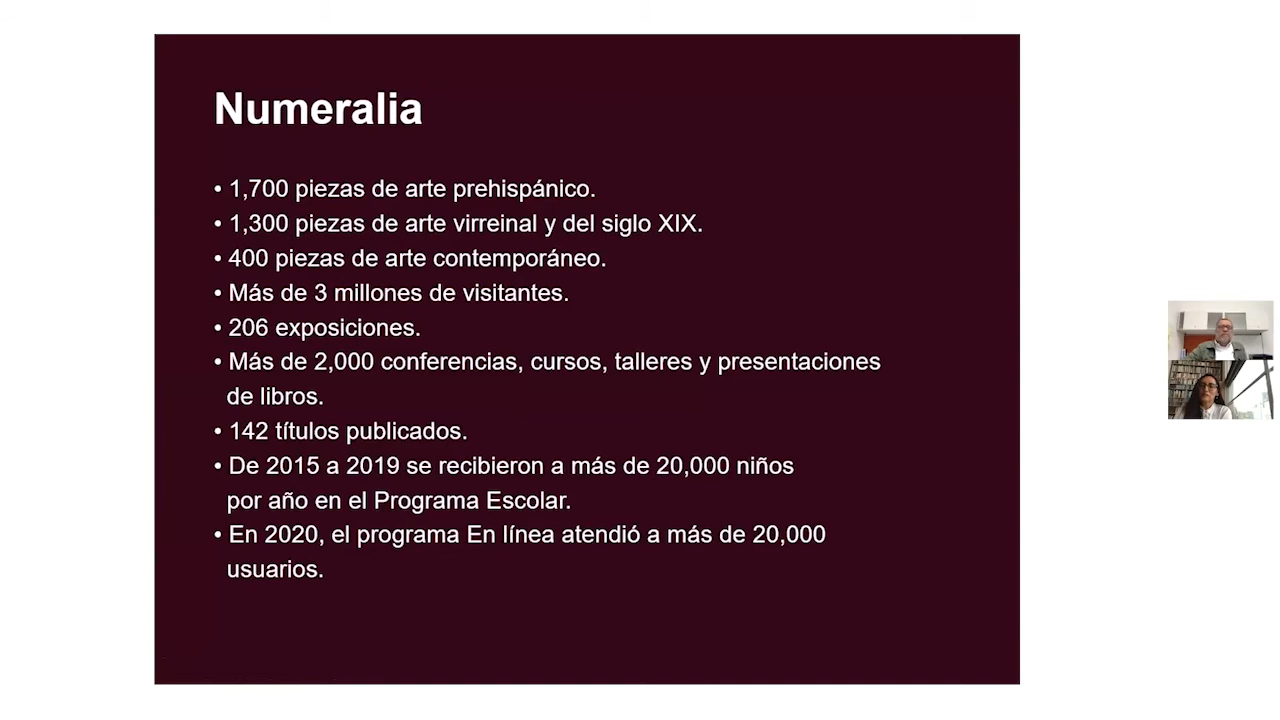 Numeralia
• 1,700 piezas de arte prehispánico.
• 1,300 piezas de arte virreinal y del siglo XIX.
• 400 piezas de arte contemporáneo.
• Más de 3 millones de visitantes.
• 206 exposiciones.
• Más de 2,000 conferencias, cursos, talleres y presentaciones
de libros.
• 142 títulos publicados.
• De 2015 a 2019 se recibieron a más de 20,000 niños
por año en el Programa Escolar.
• En 2020, el programa En línea atendió a más de 20,000
usuarios.